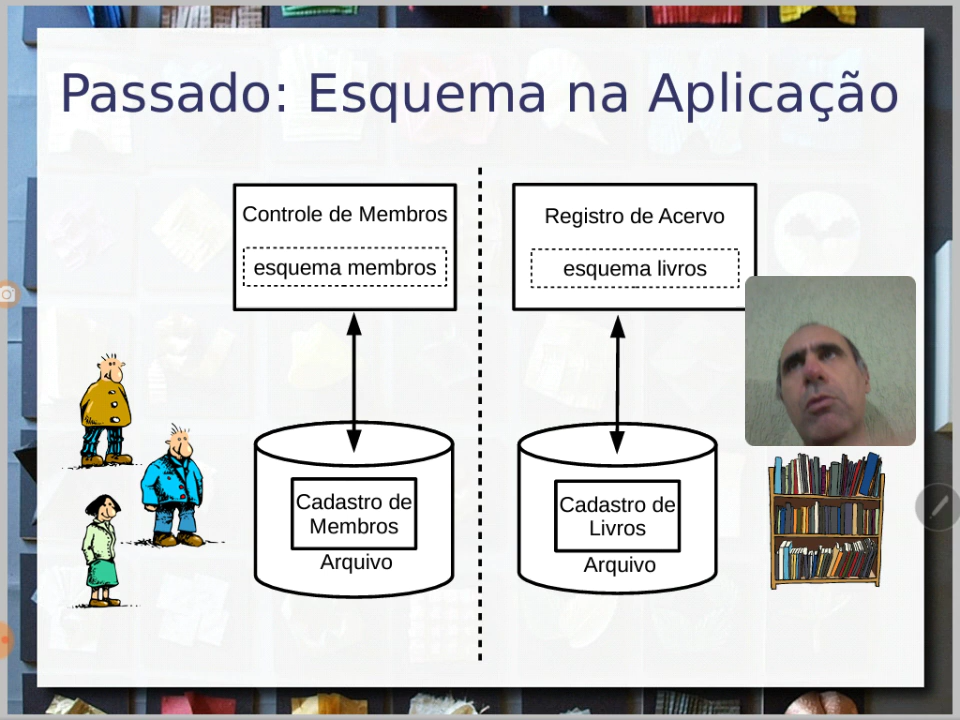 Passado: Esquema na Aplicação
Controle de Membros
esquema membros
Registro de Acervo
esquema livros
Cadastro de
Membros
Arquivo
Cadastro de
Livros
Arquivo